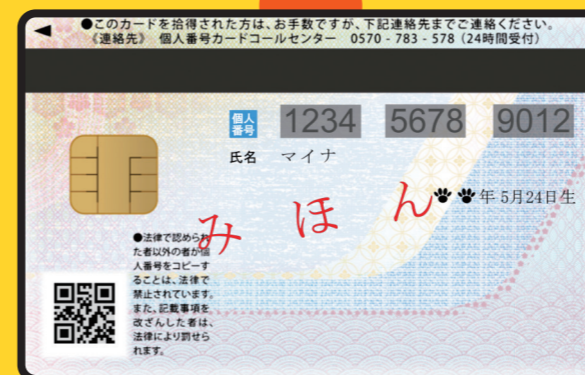 ●このカードを拾得された方は、お手数ですが、下記連絡先までご連絡ください。
《連絡先》 個人番号カードコールセンター 0570 - 783 - 578 (24時間受付)
個人番号 1234 5678 9012
氏名 マイナ
年 5月24日生
みほん
●法律で認められ
た者以外の者が個
人番号をコピーす
ることは、法律で
禁止されています。
また、記載事項を
改ざんした者は、
法律により罰せら
れます。